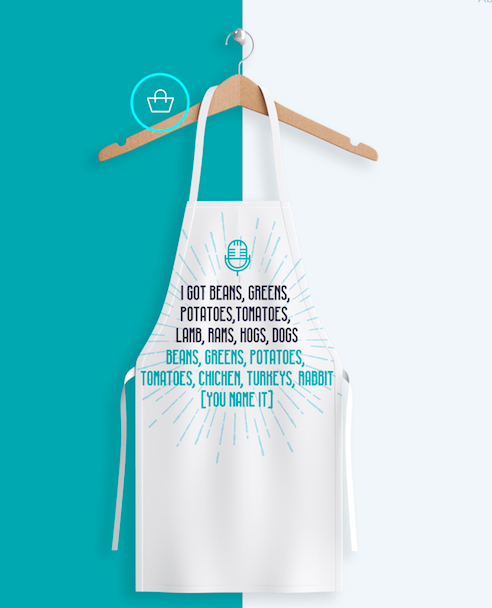 I GOT BEANS, GREENS,
POTATOES,TOMATOES,
LAMB, RAMS, HOGS, DOGS
BEANS, GREENS, POTATOES,
TOMATOES, CHICKEN, TURKEYS, RABBIT
[YOU NAME IT]